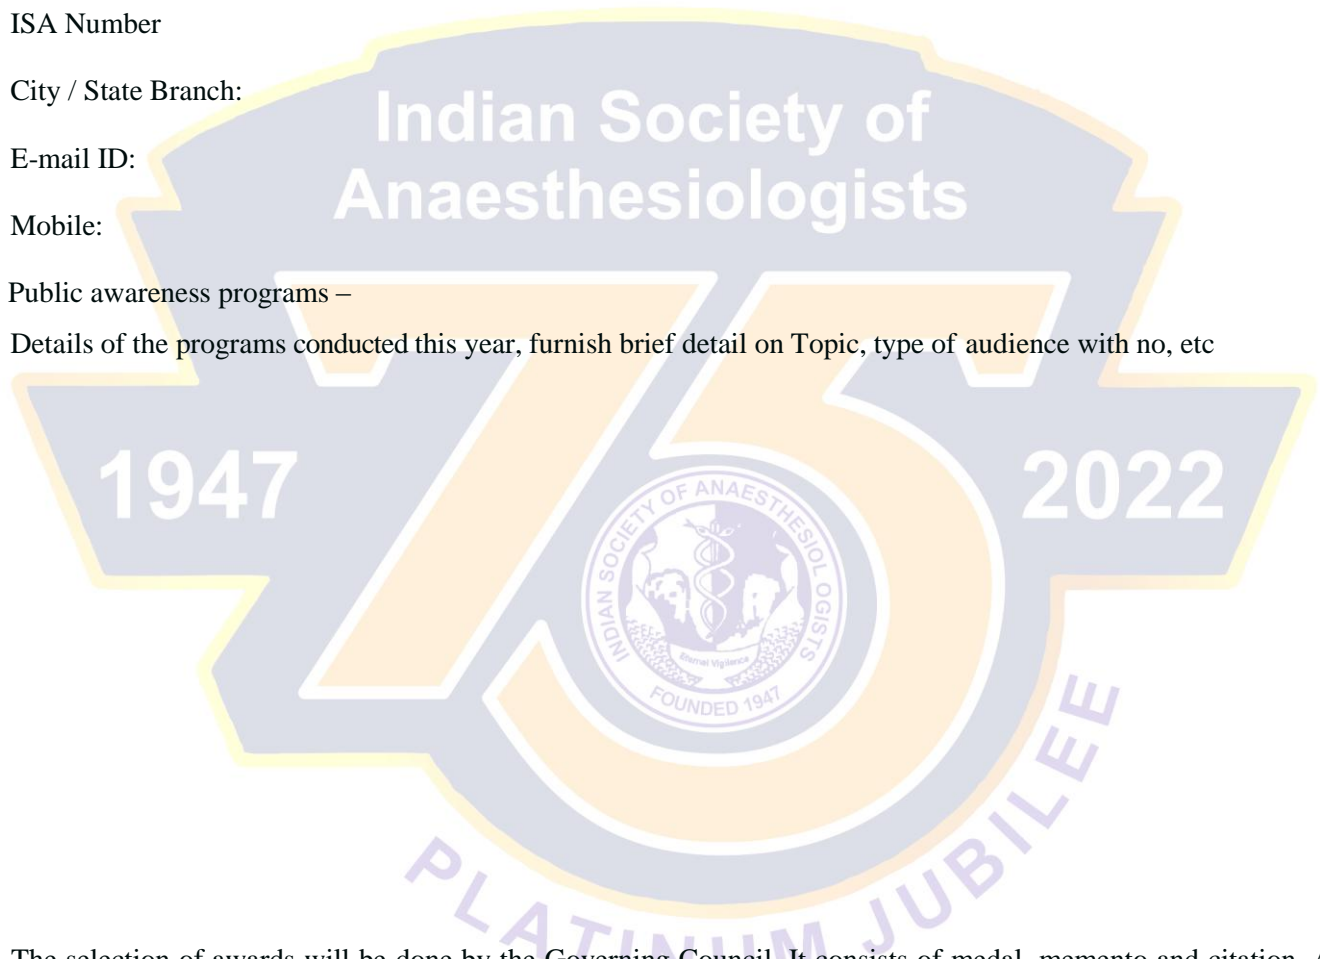 ISA Number
City / State Branch:
Indian Society of
Anaesthesiologists
E-mail ID:
Mobile:
Public awareness programs –
Details of the programs conducted this year, furnish brief detail on Topic, type of audience with no, etc
1947
75
2022
INDIAN SOCIETY OF ANAESTHESIOLOGISTS
Eternal Vigilance
FOUNDED 1947
PLATINUM JUBILEE
The selection of awards will be done by the Governing Council. It consists of medal, memento and citation.